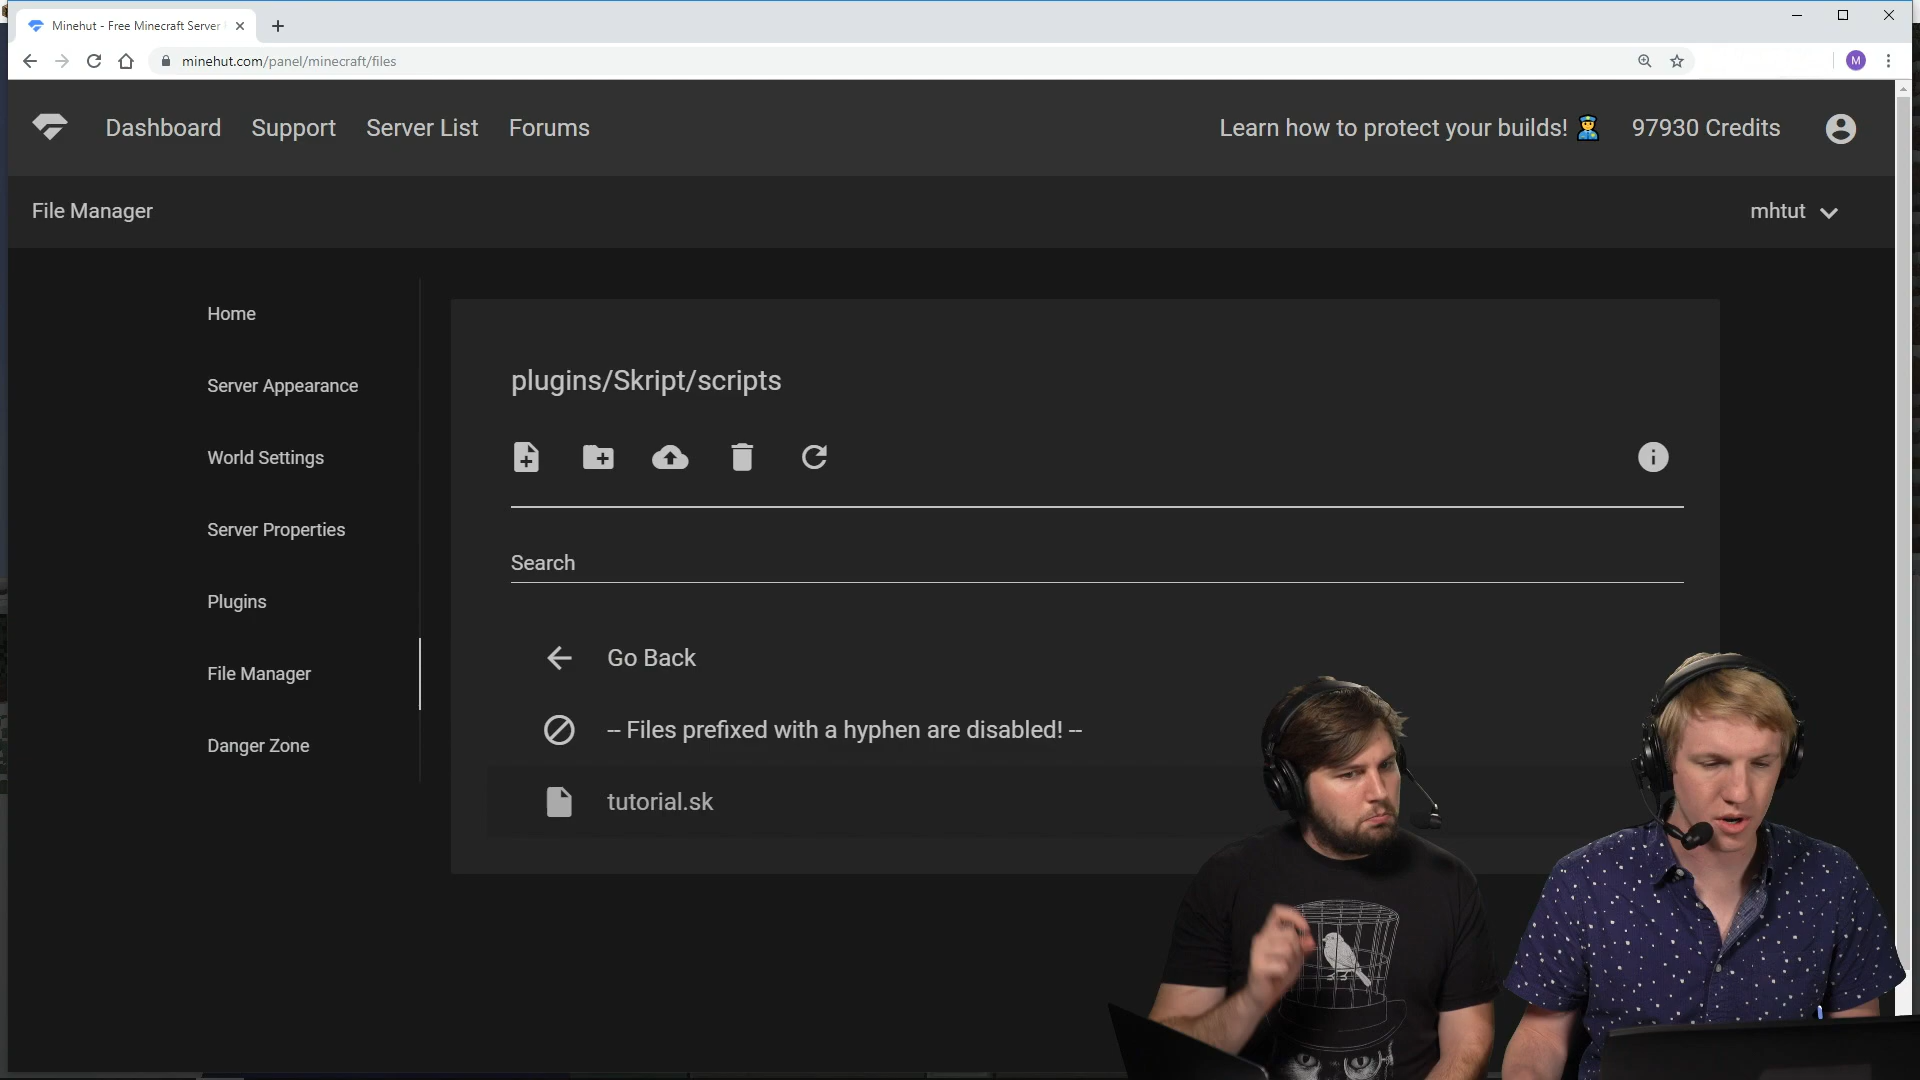 Minehut - Free Minecraft Server
minehut.com/panel/minecraft/files
M
Dashboard Support Server List Forums
Learn how to protect your builds! 97930 Credits
File Manager
mhtut
Home
Server Appearance
World Settings
Server Properties
Plugins
File Manager
Danger Zone
plugins/Skript/scripts
Search
Go Back
-- Files prefixed with a hyphen are disabled! --
tutorial.sk